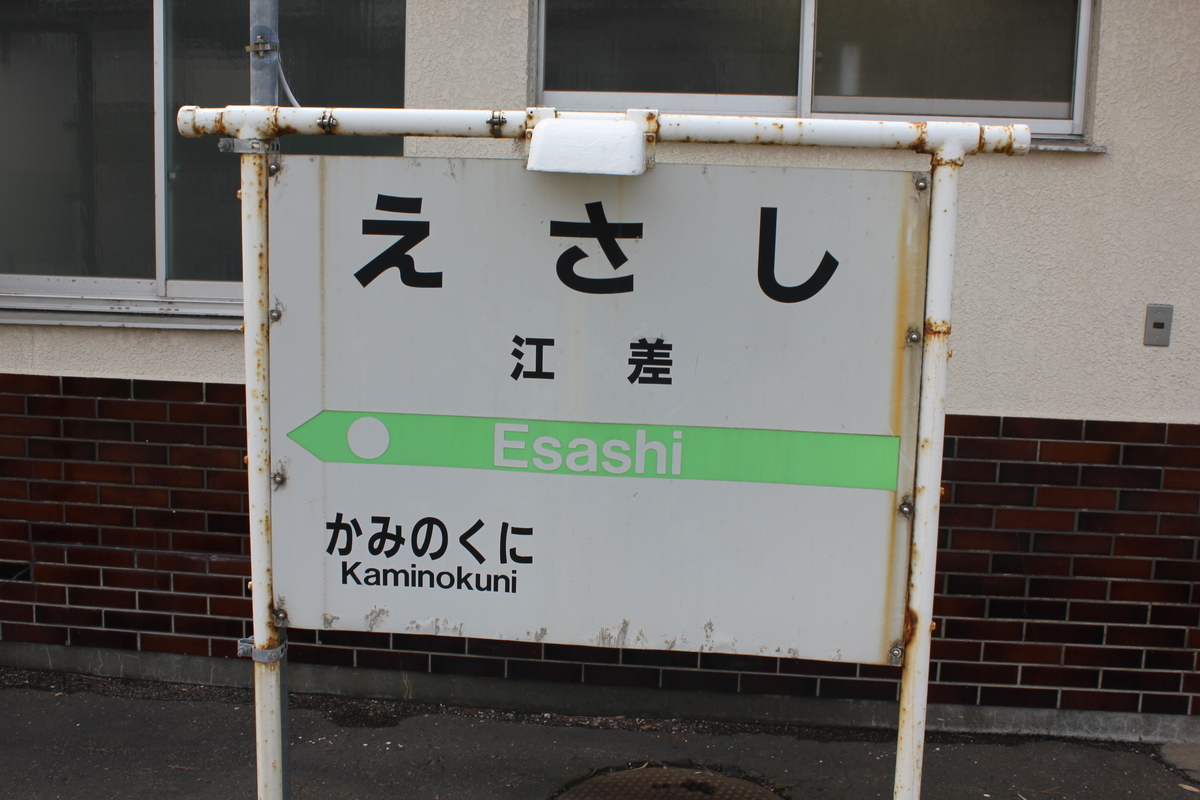 えさし
江差
Esashi
かみのくに
Kaminokuni